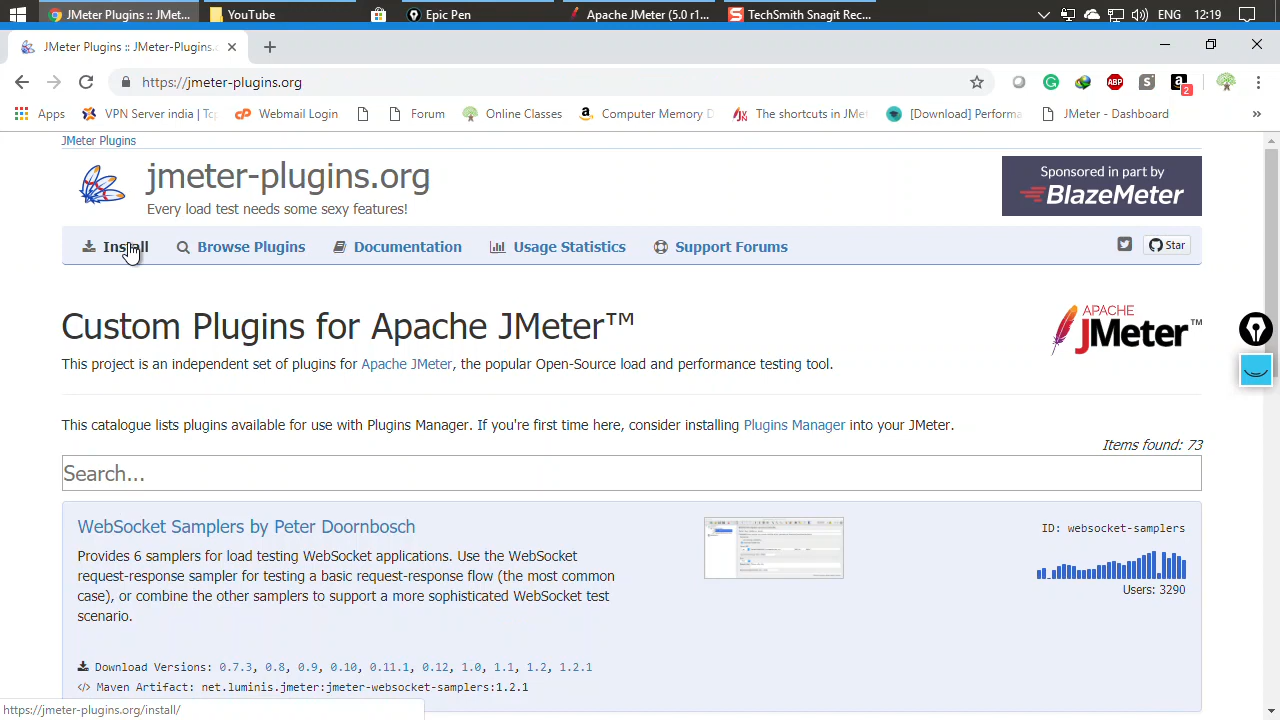 JMeter Plugins :: JMet...
YouTube
Epic Pen
Apache JMeter (5.0 r1...
TechSmith Snagit Rec...
ENG
12:19
JMeter Plugins :: JMeter-Plugins.
https://jmeter-plugins.org
ABP
2
Apps
VPN Server india | Tcp
Webmail Login
Forum
Online Classes
Computer Memory D
The shortcuts in JMe
[Download] Performa
JMeter - Dashboard
»
JMeter Plugins
jmeter-plugins.org
Every load test needs some sexy features!
Sponsored in part by
BlazeMeter
Install
Browse Plugins
Documentation
Usage Statistics
Support Forums
Star
Custom Plugins for Apache JMeter™
APACHE
JMeter™
This project is an independent set of plugins for Apache JMeter, the popular Open-Source load and performance testing tool.
This catalogue lists plugins available for use with Plugins Manager. If you're first time here, consider installing Plugins Manager into your JMeter.
Items found: 73
Search...
WebSocket Samplers by Peter Doornbosch
ID: websocket-samplers
Provides 6 samplers for load testing WebSocket applications. Use the WebSocket
request-response sampler for testing a basic request-response flow (the most common
case), or combine the other samplers to support a more sophisticated WebSocket test
scenario.
Users: 3290
Download Versions: 0.7.3, 0.8, 0.9, 0.10, 0.11.1, 0.12, 1.0, 1.1, 1.2, 1.2.1
</> Maven Artifact: net.luminis.jmeter:jmeter-websocket-samplers:1.2.1
https://jmeter-plugins.org/install/